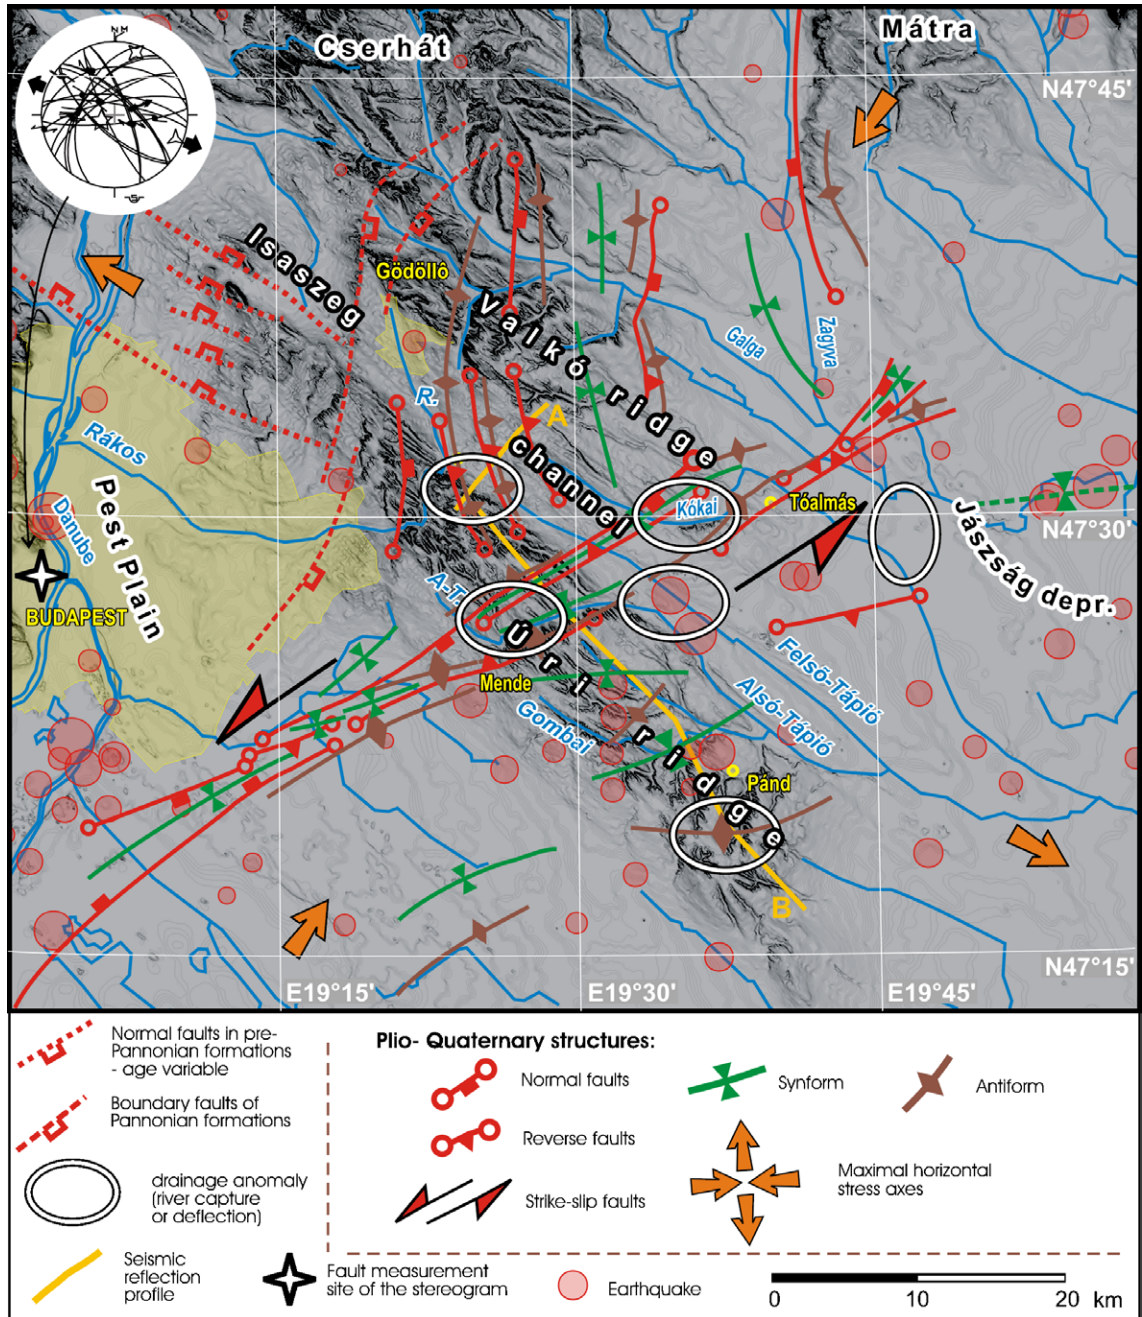 NM
Cserhát
Mátra
N47°45'
Isaszeg
Gödöllô
Valkó ridge
Galga
Zagyva
R.
A
channel
Rákos
Danube
Pest Plain
Kókai
Tóalmás
N47°30'
Jászság depr.
BUDAPEST
A-T.
Úri ridge
Mende
Felsö-Tápió
Alsó-Tápió
Gombai
Pánd
B
N47°15'
E19°15'
E19°30'
E19°45'
Normal faults in pre-
Pannonian formations
- age variable
Boundary faults of
Pannonian formations
drainage anomaly
(river capture
or deflection)
Seismic
reflection
profile
Fault measurement
site of the stereogram
Plio- Quaternary structures:
Normal faults
Synform
Antiform
Reverse faults
Strike-slip faults
Maximal horizontal
stress axes
Earthquake
0 10 20 km